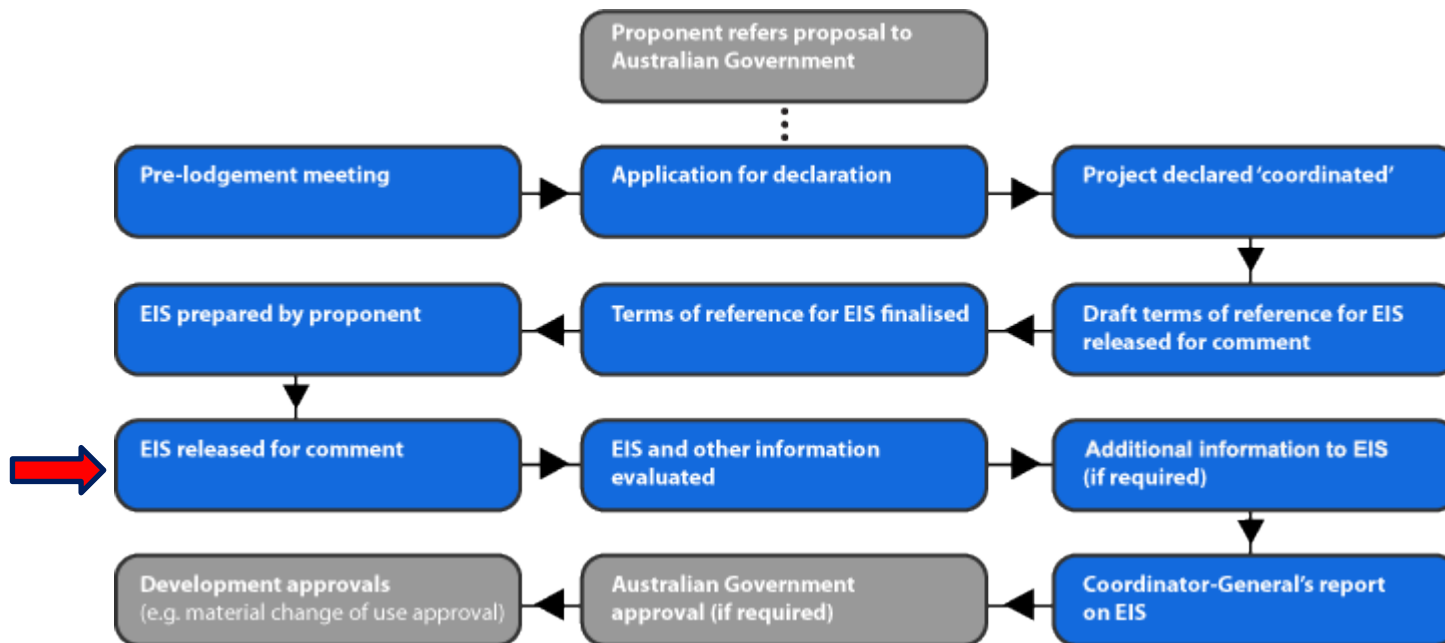 Proponent refers proposal to
Australian Government
Pre-lodgement meeting
Application for declaration
Project declared ‘coordinated’
EIS prepared by proponent
Terms of reference for EIS finalised
Draft terms of reference for EIS
released for comment
EIS released for comment
EIS and other information
evaluated
Additional information to EIS
(if required)
Development approvals
(e.g. material change of use approval)
Australian Government
approval (if required)
Coordinator-General’s report
on EIS